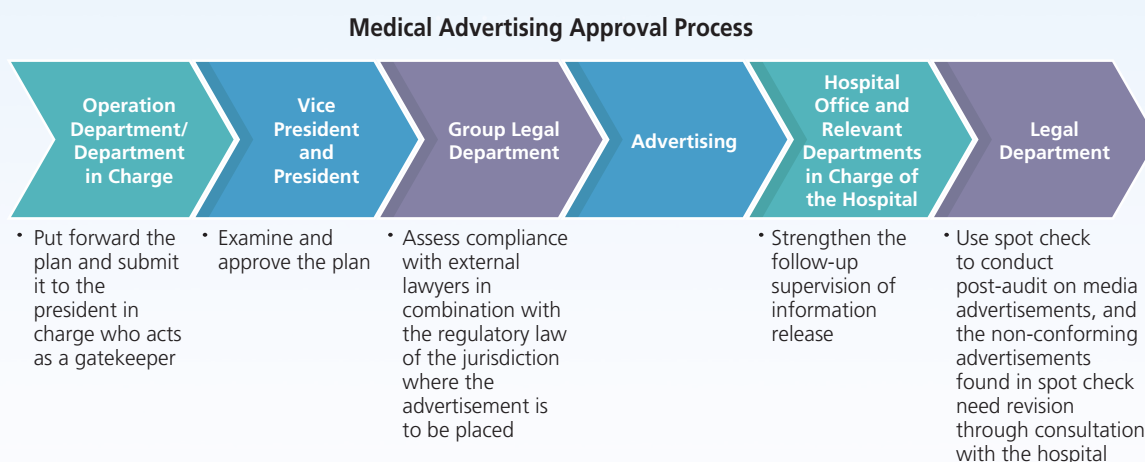 Medical Advertising Approval Process
Operation
Department/
Department
in Charge
Vice
President
and
President
Group Legal
Department
Advertising
Hospital
Office and
Relevant
Departments
in Charge of
the Hospital
Legal
Department
• Put forward the
plan and submit
it to the
president in
charge who acts
as a gatekeeper
• Examine and
approve the plan
• Assess compliance
with external
lawyers in
combination with
the regulatory law
of the jurisdiction
where the
advertisement is
to be placed
• Strengthen the
follow-up
supervision of
information
release
• Use spot check
to conduct
post-audit on media
advertisements, and
the non-conforming
advertisements
found in spot check
need revision
through consultation
with the hospital